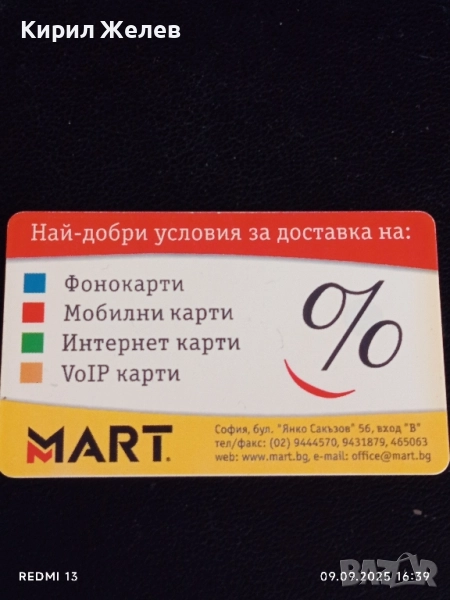 Кирил Желев
Най-добри условия за доставка на:
Фонокарти
Мобилни карти
Интернет карти
VoIP карти
%
MART.
София, бул. "Янко Сакъзов" 56, вход "В"
тел/факс: (02) 9444570, 9431879, 465063
web: www.mart.bg, e-mail: office@mart.bg
BAZAR
REDMI 13
09.09.2025 16:39